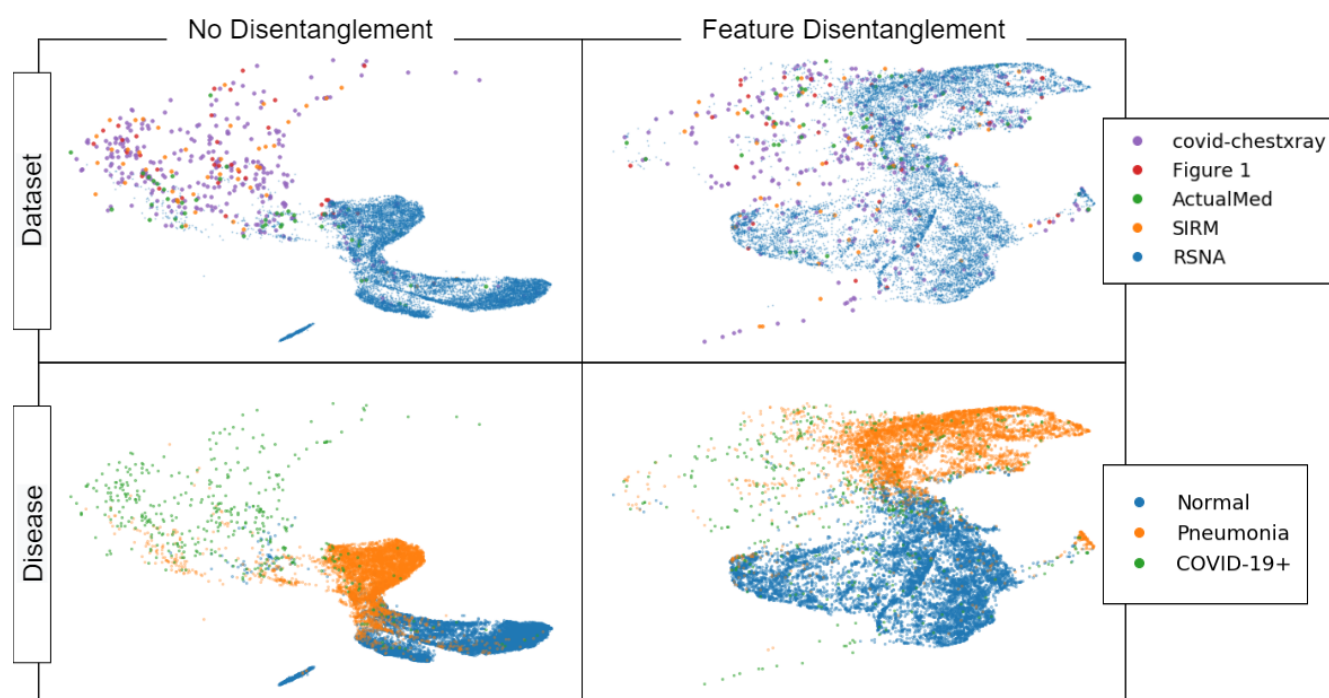 No Disentanglement
Feature Disentanglement
Dataset
covid-chestxray
Figure 1
ActualMed
SIRM
RSNA
Disease
Normal
Pneumonia
COVID-19+